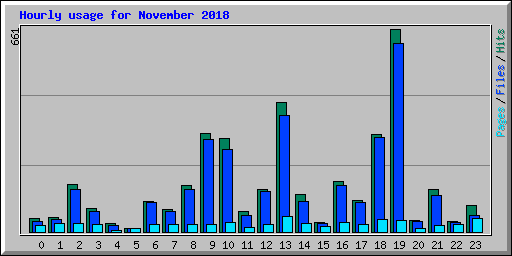 Hourly usage for November 2018
661
Pages / Files / Hits
0 1 2 3 4 5 6 7 8 9 10 11 12 13 14 15 16 17 18 19 20 21 22 23